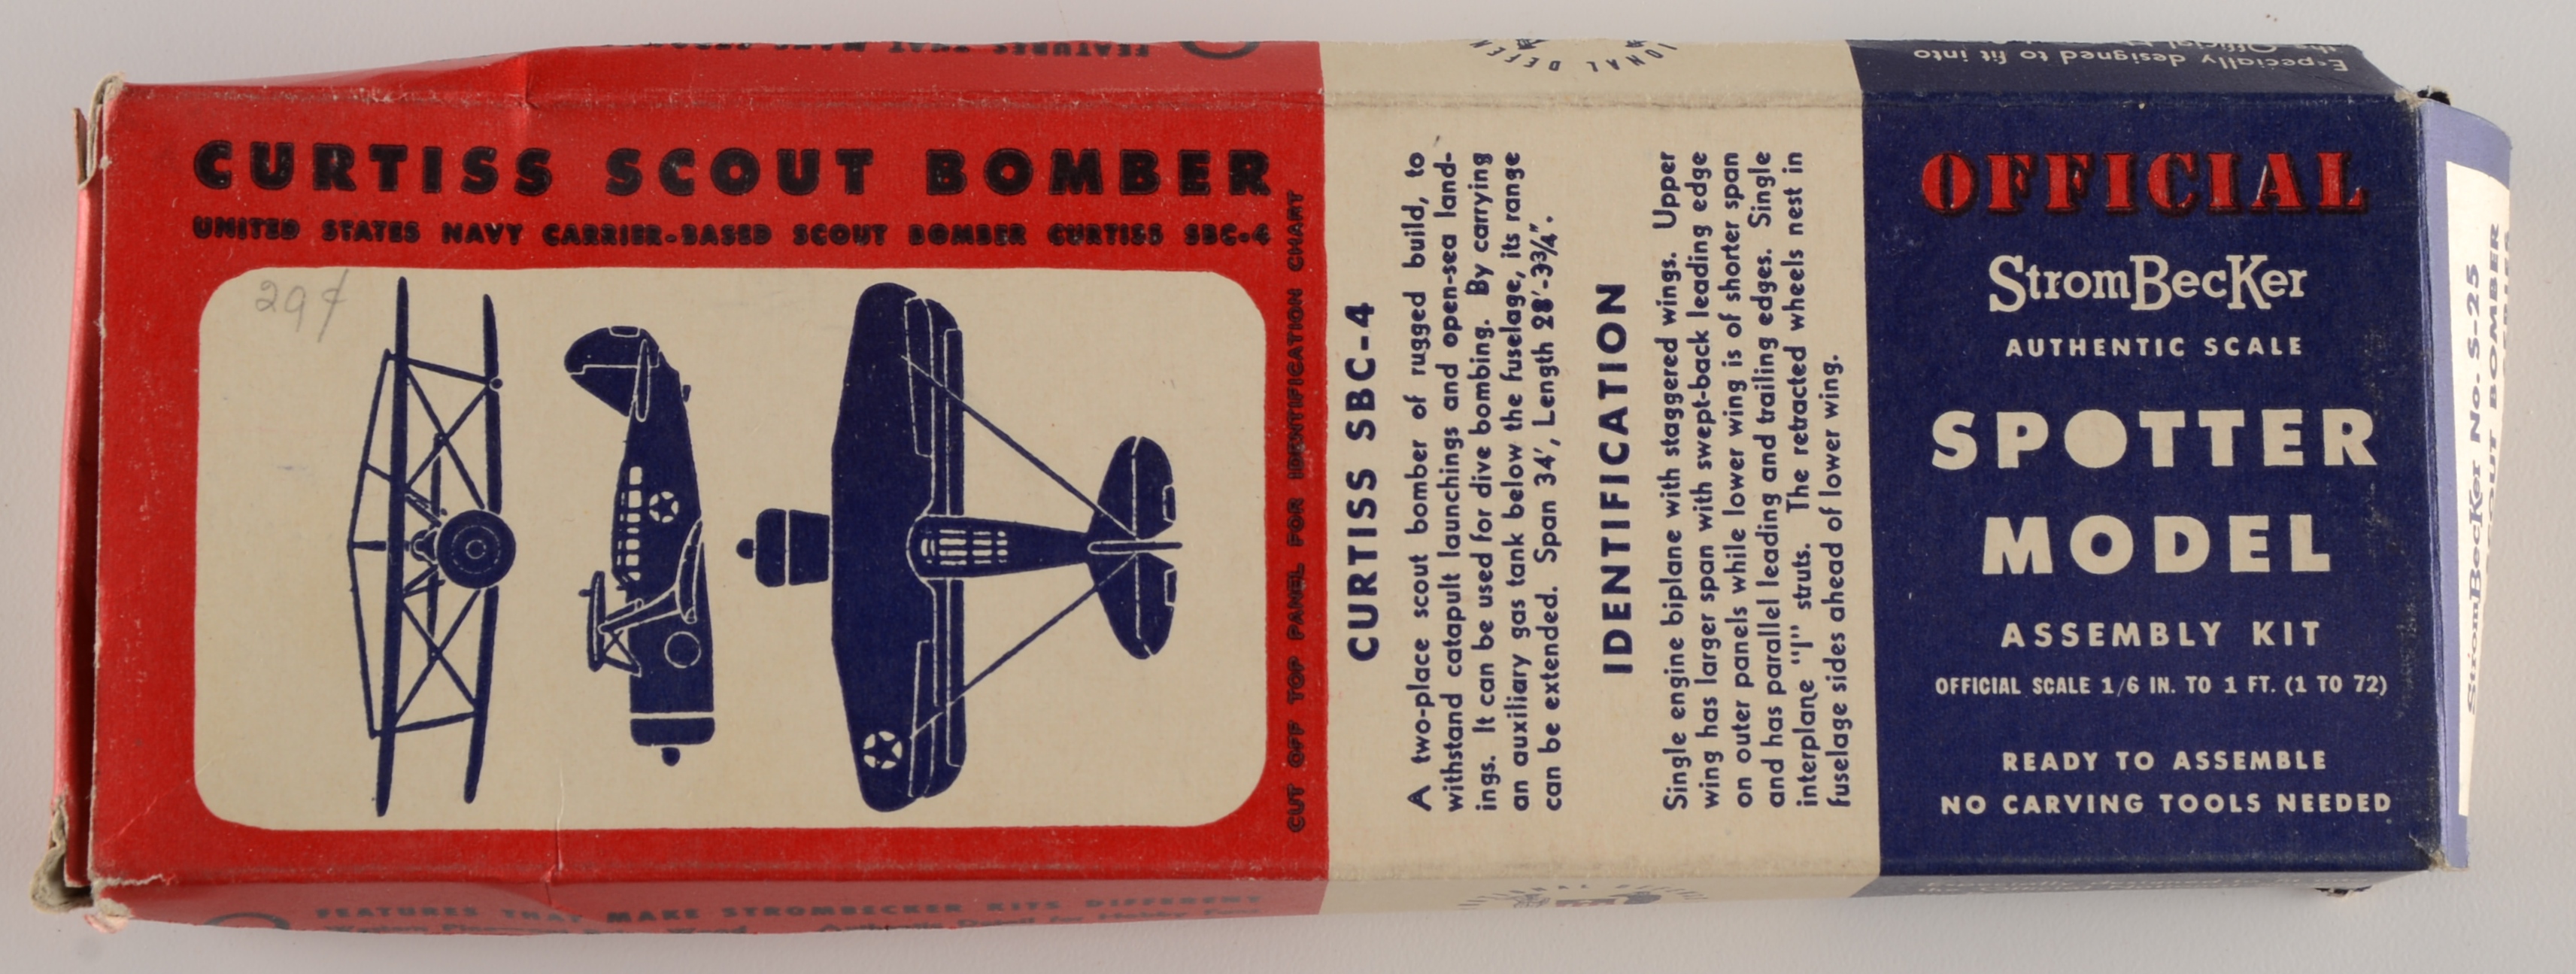 CURTISS SCOUT BOMBER
UNITED STATES NAVY CARRIER-BASED SCOUT BOMBER CURTISS SBC-4
29¢
CUT OFF TOP PANEL FOR IDENTIFICATION CHART
CURTISS SBC-4
A two-place scout bomber of rugged build, to
withstand catapult launchings and open-sea land-
ings. It can be used for dive bombing. By carrying
an auxiliary gas tank below the fuselage, its range
can be extended. Span 34', Length 28'-3¾".
IDENTIFICATION
Single engine biplane with staggered wings. Upper
wing has larger span with swept-back leading edge
on outer panels while lower wing is of shorter span
and has parallel leading and trailing edges. Single
interplane "I" struts. The retracted wheels nest in
fuselage sides ahead of lower wing.
OFFICIAL
StromBecKer
AUTHENTIC SCALE
SPOTTER
MODEL
ASSEMBLY KIT
OFFICIAL SCALE 1/6 IN. TO 1 FT. (1 TO 72)
READY TO ASSEMBLE
NO CARVING TOOLS NEEDED
StromBecKer No. S-25
SCOUT BOMBER
StromBecKer
FEATURES THAT MAKE STROMBECKER KITS DIFFERENT
FEATURES THAT MAKE
Especially designed to fit into
the Official